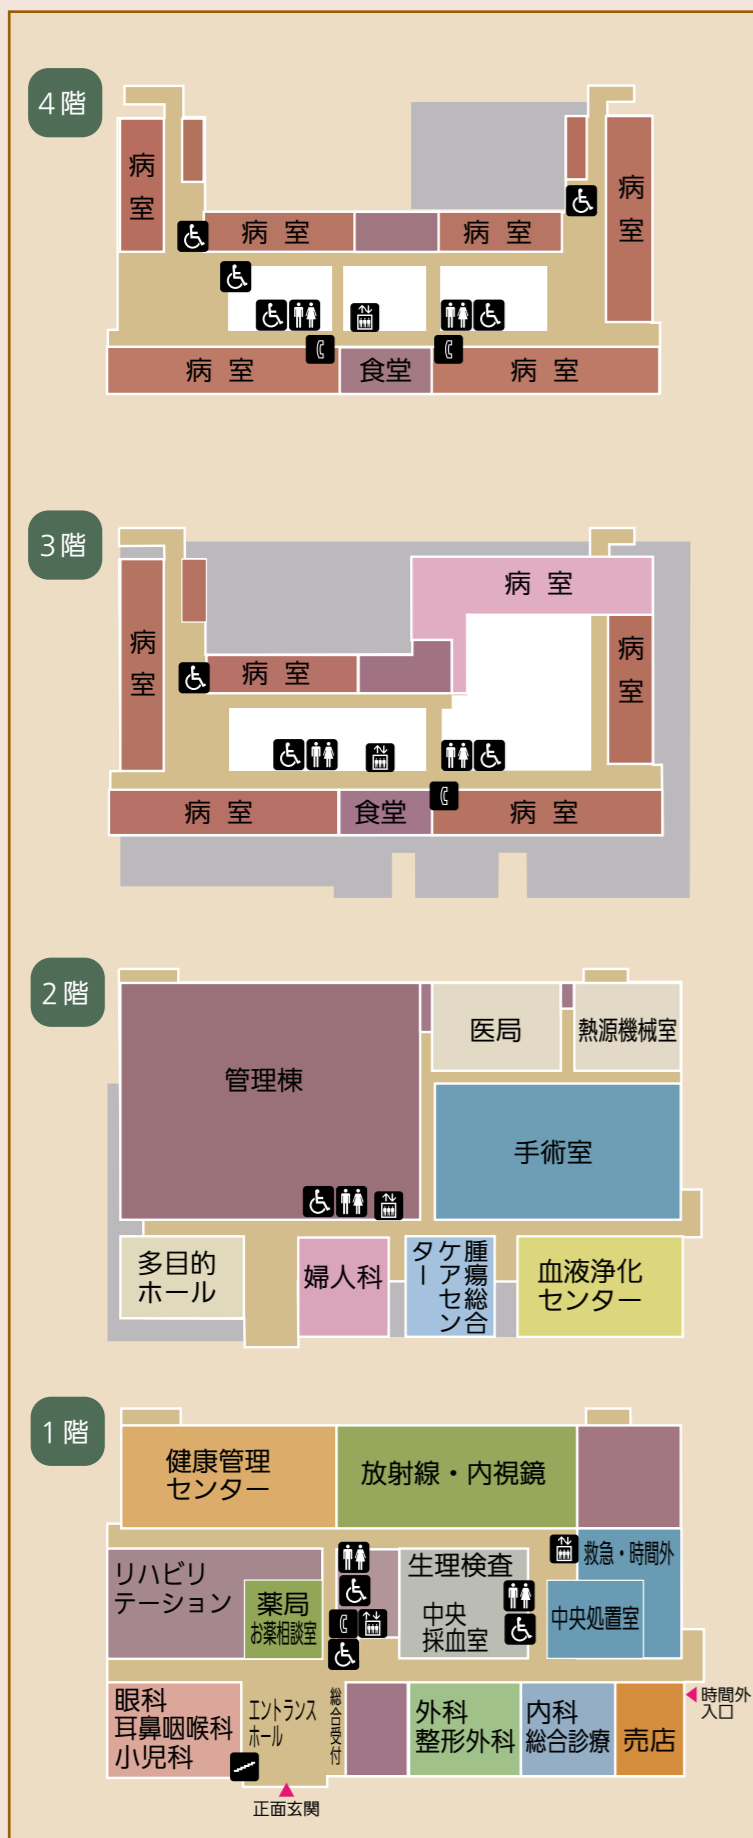 4階
病室
病室
病室
病室
病室
食堂
病室
3階
病室
病室
病室
病室
病室
食堂
病室
2階
管理棟
医局
熱源機械室
手術室
多目的
ホール
婦人科
腫瘍総合
ケアセン
ター
血液浄化
センター
1階
健康管理
センター
放射線・内視鏡
リハビリ
テーション
薬局
お薬相談室
生理検査
中央
採血室
救急・時間外
中央処置室
眼科
耳鼻咽喉科
小児科
エントランス
ホール
総合受付
外科
整形外科
内科
総合診療
売店
時間外
入口
正面玄関